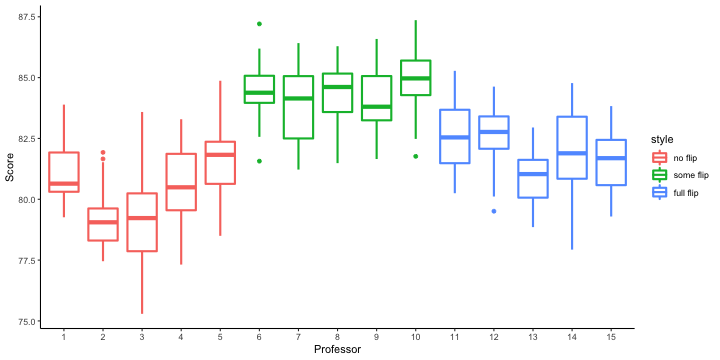 87.5
85.0
82.5
80.0
77.5
75.0
Score
1 2 3 4 5 6 7 8 9 10 11 12 13 14 15
Professor
style
no flip
some flip
full flip